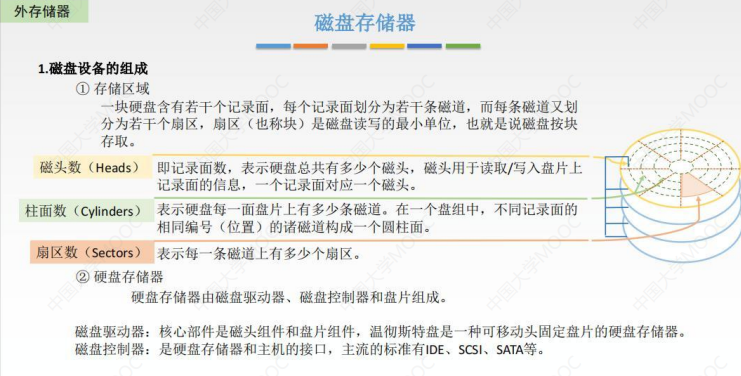 外存储器
磁盘存储器
1.磁盘设备的组成
① 存储区域
一块硬盘含有若干个记录面，每个记录面划分为若干条磁道，而每条磁道又划
分为若干个扇区，扇区（也称块）是磁盘读写的最小单位，也就是说磁盘按块
存取。
磁头数（Heads） 即记录面数，表示硬盘总共有多少个磁头，磁头用于读取/写入盘片上
记录面的信息，一个记录面对应一个磁头。
柱面数（Cylinders） 表示硬盘每一面盘片上有多少条磁道。在一个盘组中，不同记录面的
相同编号（位置）的诸磁道构成一个圆柱面。
扇区数（Sectors） 表示每一条磁道上有多少个扇区。
② 硬盘存储器
硬盘存储器由磁盘驱动器、磁盘控制器和盘片组成。
磁盘驱动器：核心部件是磁头组件和盘片组件，温彻斯特盘是一种可移动头固定盘片的硬盘存储器。
磁盘控制器：是硬盘存储器和主机的接口，主流的标准有IDE、SCSI、SATA等。